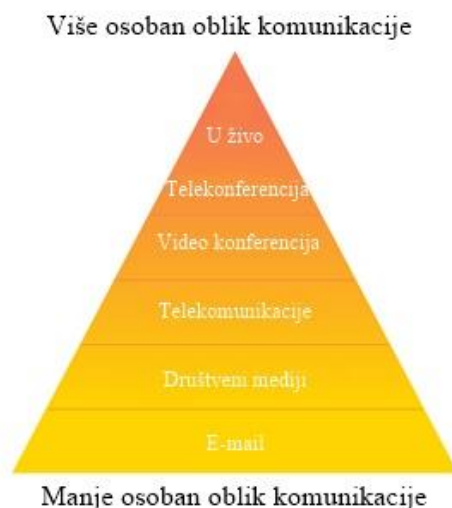 Više osoban oblik komunikacije
U živo
Telekonferencija
Video konferencija
Telekomunikacije
Društveni mediji
E-mail
Manje osoban oblik komunikacije